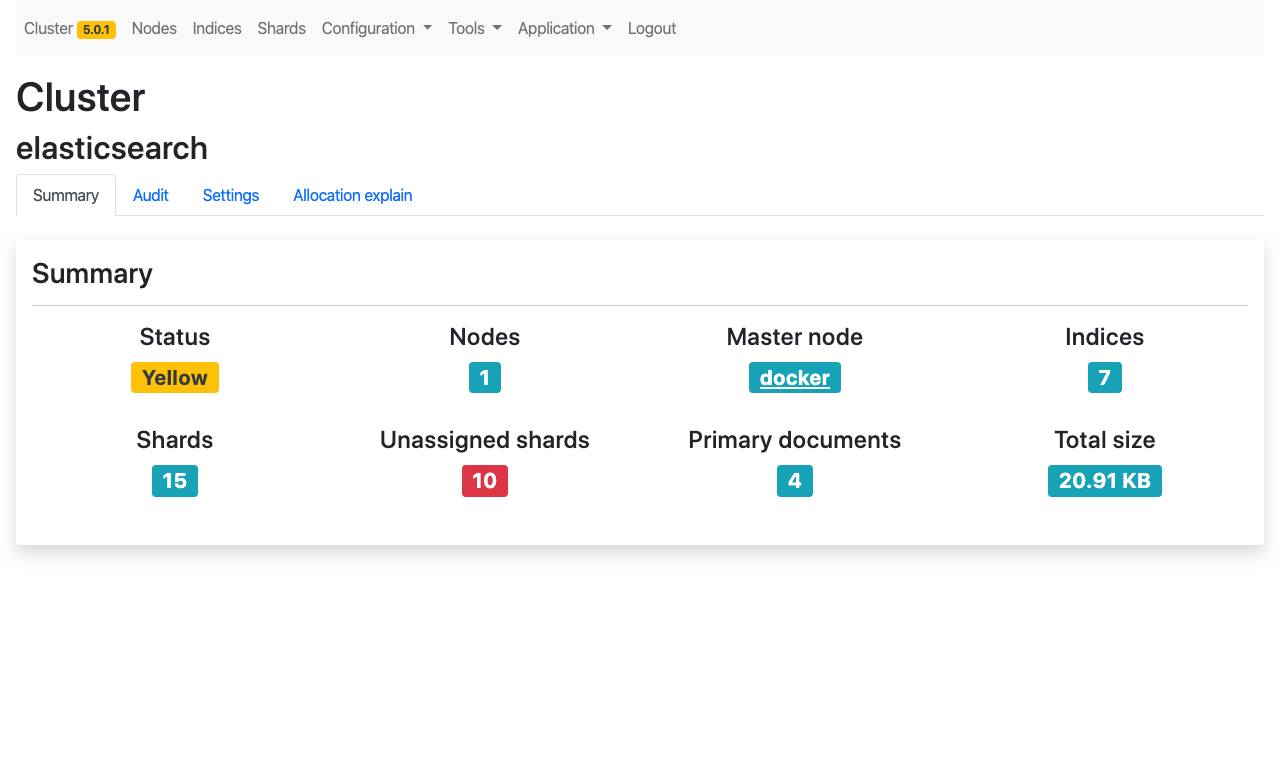 Cluster 5.0.1 Nodes Indices Shards Configuration Tools Application Logout
Cluster
elasticsearch
Summary Audit Settings Allocation explain
Summary
Status Nodes Master node Indices
Yellow 1 docker 7
Shards Unassigned shards Primary documents Total size
15 10 4 20.91 KB